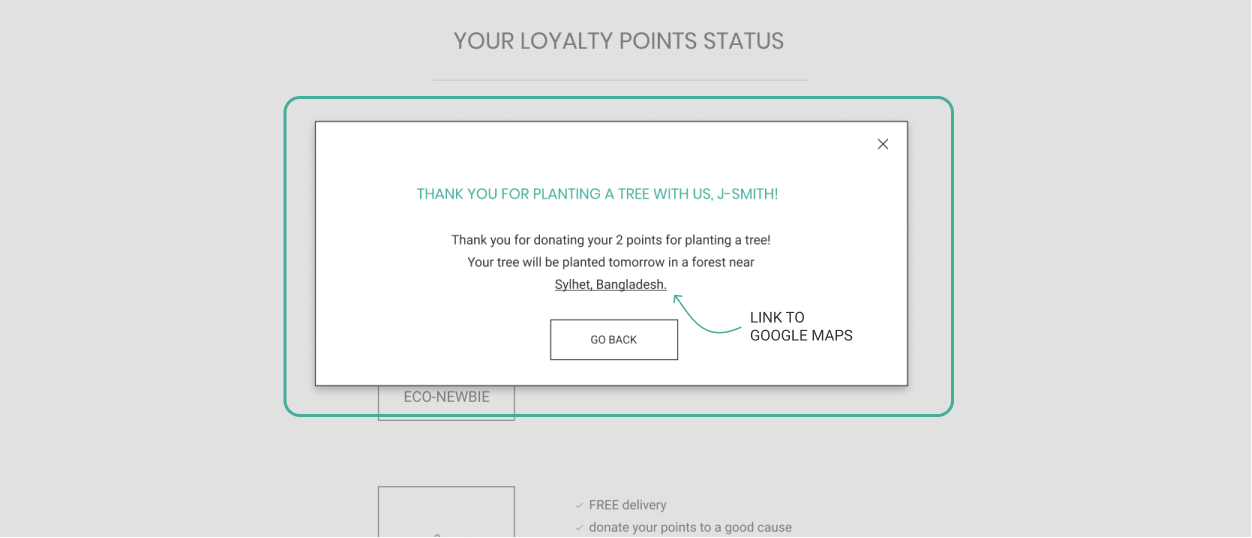 YOUR LOYALTY POINTS STATUS
THANK YOU FOR PLANTING A TREE WITH US, J-SMITH!
Thank you for donating your 2 points for planting a tree!
Your tree will be planted tomorrow in a forest near
Sylhet, Bangladesh.
LINK TO
GOOGLE MAPS
GO BACK
ECO-NEWBIE
FREE delivery
donate your points to a good cause